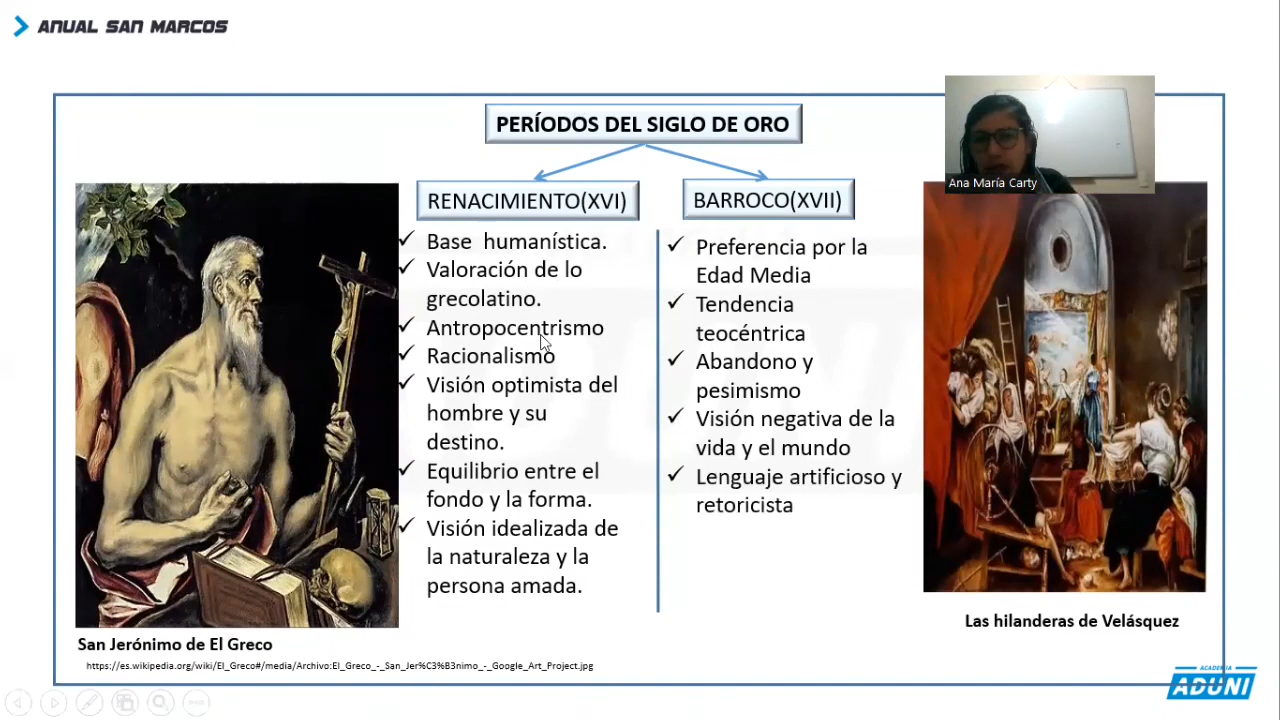 ANUAL SAN MARCOS
PERÍODOS DEL SIGLO DE ORO
RENACIMIENTO(XVI)
Base humanística.
Valoración de lo
grecolatino.
Antropocentrismo
Racionalismo
Visión optimista del
hombre y su
destino.
Equilibrio entre el
fondo y la forma.
Visión idealizada de
la naturaleza y la
persona amada.
BARROCO(XVII)
Preferencia por la
Edad Media
Tendencia
teocéntrica
Abandono y
pesimismo
Visión negativa de la
vida y el mundo
Lenguaje artificioso y
retoricista
Ana María Carty
San Jerónimo de El Greco
https://es.wikipedia.org/wiki/El_Greco#/media/Archivo:El_Greco_-_San_Jer%C3%B3nimo_-_Google_Art_Project.jpg
Las hilanderas de Velásquez
ACADEMIA
ADUNI